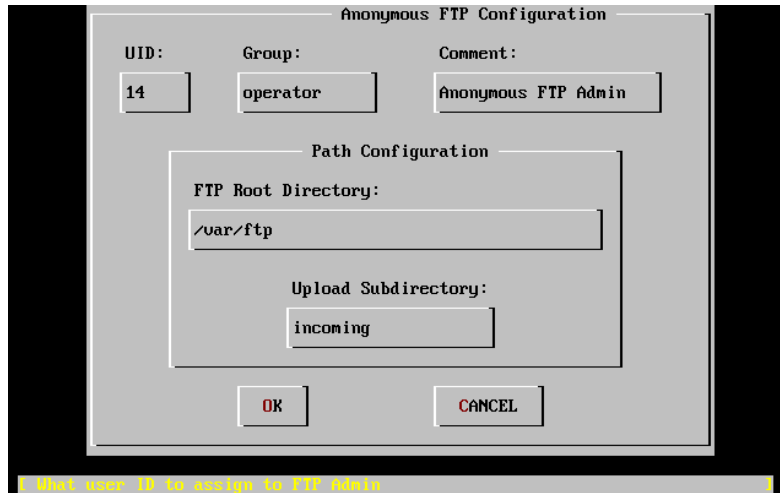 Anonymous FTP Configuration
UID: Group: Comment:
14 operator Anonymous FTP Admin
Path Configuration
FTP Root Directory:
/var/ftp
Upload Subdirectory:
incoming
OK CANCEL
[ What user ID to assign to FTP Admin ]